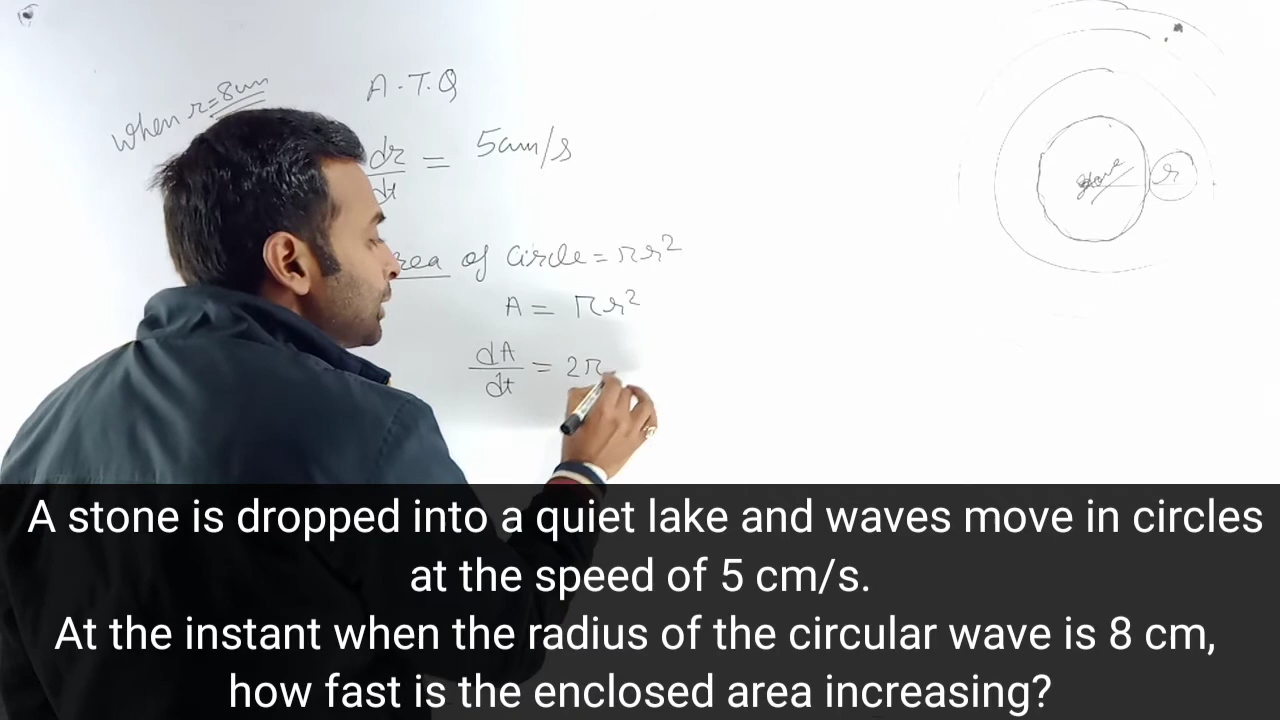 when r=8cm
A.T.Q
dr/dt = 5cm/s
rea of Circle = πr²
A = πr²
dA/dt = 2π
stone
r
A stone is dropped into a quiet lake and waves move in circles
at the speed of 5 cm/s.
At the instant when the radius of the circular wave is 8 cm,
how fast is the enclosed area increasing?